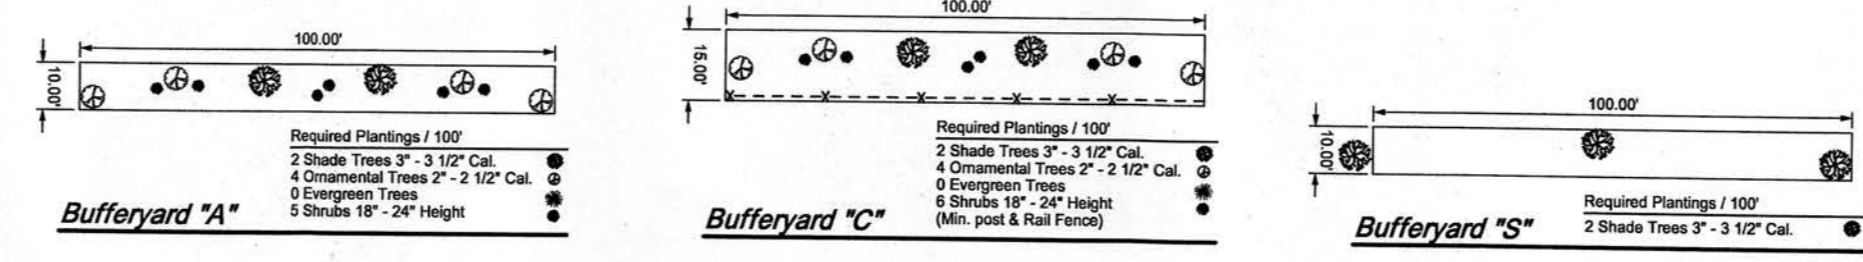 100.00'
10.00'
Required Plantings / 100'
2 Shade Trees 3" - 3 1/2" Cal.
4 Ornamental Trees 2" - 2 1/2" Cal.
0 Evergreen Trees
5 Shrubs 18" - 24" Height
Bufferyard "A"
100.00'
15.00'
X X X X X
Required Plantings / 100'
2 Shade Trees 3" - 3 1/2" Cal.
4 Ornamental Trees 2" - 2 1/2" Cal.
0 Evergreen Trees
6 Shrubs 18" - 24" Height
(Min. post & Rail Fence)
Bufferyard "C"
100.00'
10.00'
Required Plantings / 100'
2 Shade Trees 3" - 3 1/2" Cal.
Bufferyard "S"